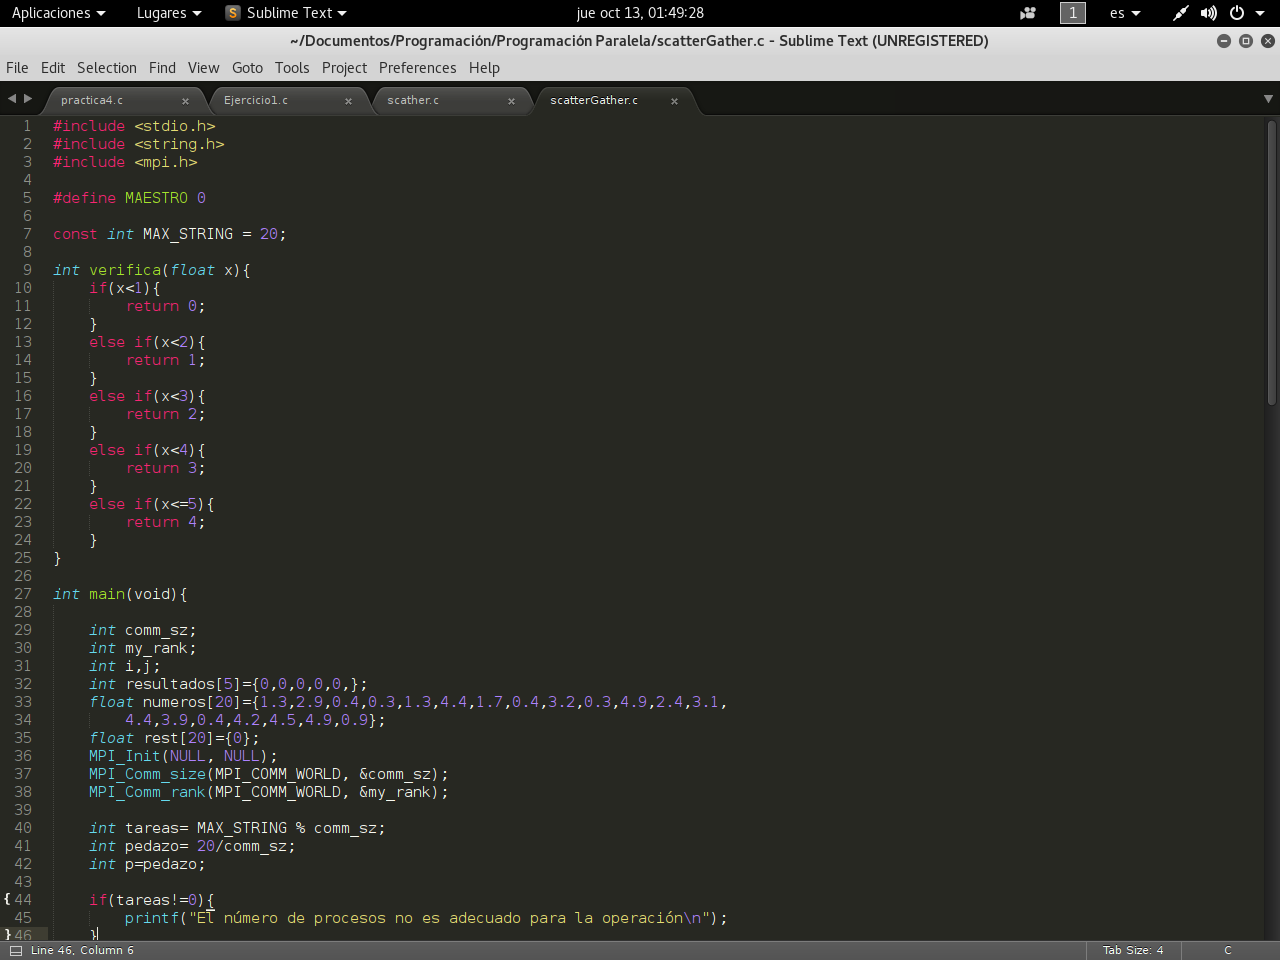 Aplicaciones Lugares Sublime Text jue oct 13, 01:49:28 1 es
~/Documentos/Programación/Programación Paralela/scatterGather.c - Sublime Text (UNREGISTERED)
File Edit Selection Find View Goto Tools Project Preferences Help
practica4.c × Ejercicio1.c × scather.c × scatterGather.c ×
1 #include <stdio.h>
2 #include <string.h>
3 #include <mpi.h>
4
5 #define MAESTRO 0
6
7 const int MAX_STRING = 20;
8
9 int verifica(float x){
10 if(x<1){
11 return 0;
12 }
13 else if(x<2){
14 return 1;
15 }
16 else if(x<3){
17 return 2;
18 }
19 else if(x<4){
20 return 3;
21 }
22 else if(x<=5){
23 return 4;
24 }
25 }
26
27 int main(void){
28
29 int comm_sz;
30 int my_rank;
31 int i,j;
32 int resultados[5]={0,0,0,0,0,};
33 float numeros[20]={1.3,2.9,0.4,0.3,1.3,4.4,1.7,0.4,3.2,0.3,4.9,2.4,3.1,
34 4.4,3.9,0.4,4.2,4.5,4.9,0.9};
35 float rest[20]={0};
36 MPI_Init(NULL, NULL);
37 MPI_Comm_size(MPI_COMM_WORLD, &comm_sz);
38 MPI_Comm_rank(MPI_COMM_WORLD, &my_rank);
39
40 int tareas= MAX_STRING % comm_sz;
41 int pedazo= 20/comm_sz;
42 int p=pedazo;
43
44 if(tareas!=0){
45 printf("El número de procesos no es adecuado para la operación\n");
46 }
Line 46, Column 6 Tab Size: 4 C